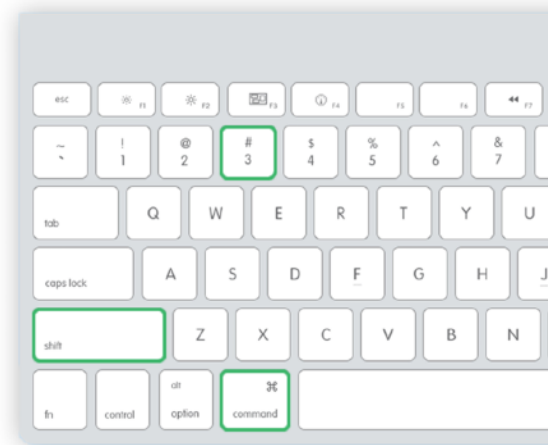 esc F1 F2 F3 F4 F5 F6 F7
~ ! @ # $ % ^ &
` 1 2 3 4 5 6 7
tab Q W E R T Y U
caps lock A S D F G H J
shift Z X C V B N
alt ⌘
fn control option command